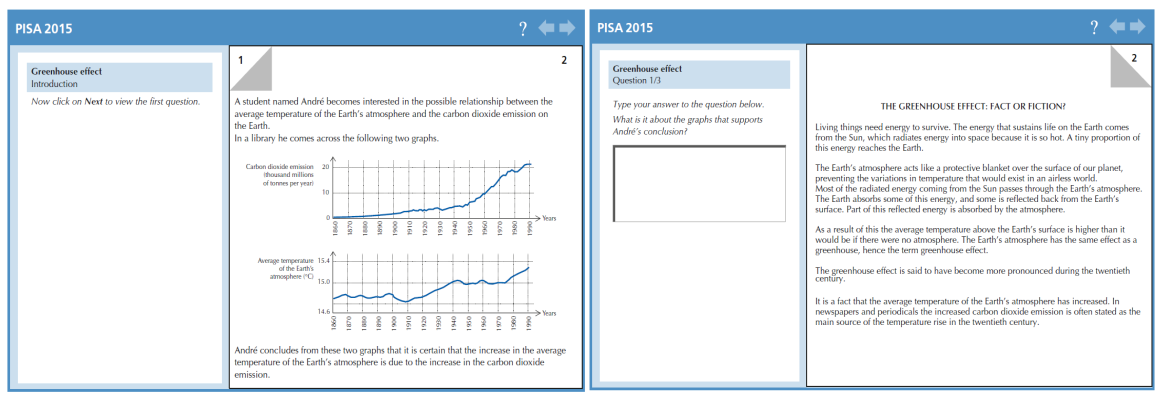 PISA 2015
?
Greenhouse effect
Introduction
Now click on Next to view the first question.
1
2
A student named André becomes interested in the possible relationship between the
average temperature of the Earth's atmosphere and the carbon dioxide emission on
the Earth.
In a library he comes across the following two graphs.
Carbon dioxide emission
(thousand millions
of tonnes per year)
20
10
0
Years
1860 1870 1880 1890 1900 1910 1920 1930 1940 1950 1960 1970 1980 1990
Average temperature
of the Earth's
atmosphere (°C)
15.4
15.0
14.6
Years
1860 1870 1880 1890 1900 1910 1920 1930 1940 1950 1960 1970 1980 1990
André concludes from these two graphs that it is certain that the increase in the average
temperature of the Earth's atmosphere is due to the increase in the carbon dioxide
emission.
PISA 2015
?
Greenhouse effect
Question 1/3
Type your answer to the question below.
What is it about the graphs that supports
André's conclusion?
2
THE GREENHOUSE EFFECT: FACT OR FICTION?
Living things need energy to survive. The energy that sustains life on the Earth comes
from the Sun, which radiates energy into space because it is so hot. A tiny proportion of
this energy reaches the Earth.
The Earth's atmosphere acts like a protective blanket over the surface of our planet,
preventing the variations in temperature that would exist in an airless world.
Most of the radiated energy coming from the Sun passes through the Earth's atmosphere.
The Earth absorbs some of this energy, and some is reflected back from the Earth's
surface. Part of this reflected energy is absorbed by the atmosphere.
As a result of this the average temperature above the Earth's surface is higher than it
would be if there were no atmosphere. The Earth's atmosphere has the same effect as a
greenhouse, hence the term greenhouse effect.
The greenhouse effect is said to have become more pronounced during the twentieth
century.
It is a fact that the average temperature of the Earth's atmosphere has increased. In
newspapers and periodicals the increased carbon dioxide emission is often stated as the
main source of the temperature rise in the twentieth century.